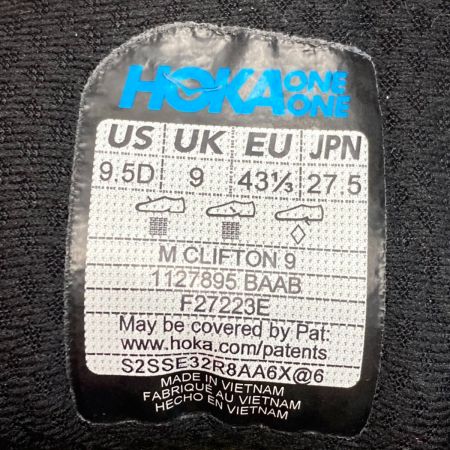 HOKA ONE ONE
US UK EU JPN
9.5D 9 43⅓ 27.5
M CLIFTON 9
1127895 BAAB
F27223E
May be covered by Pat:
www.hoka.com/patents
S2SSE32R8AA6X@6
MADE IN VIETNAM
FABRIQUÉ AU VIETNAM
HECHO EN VIETNAM